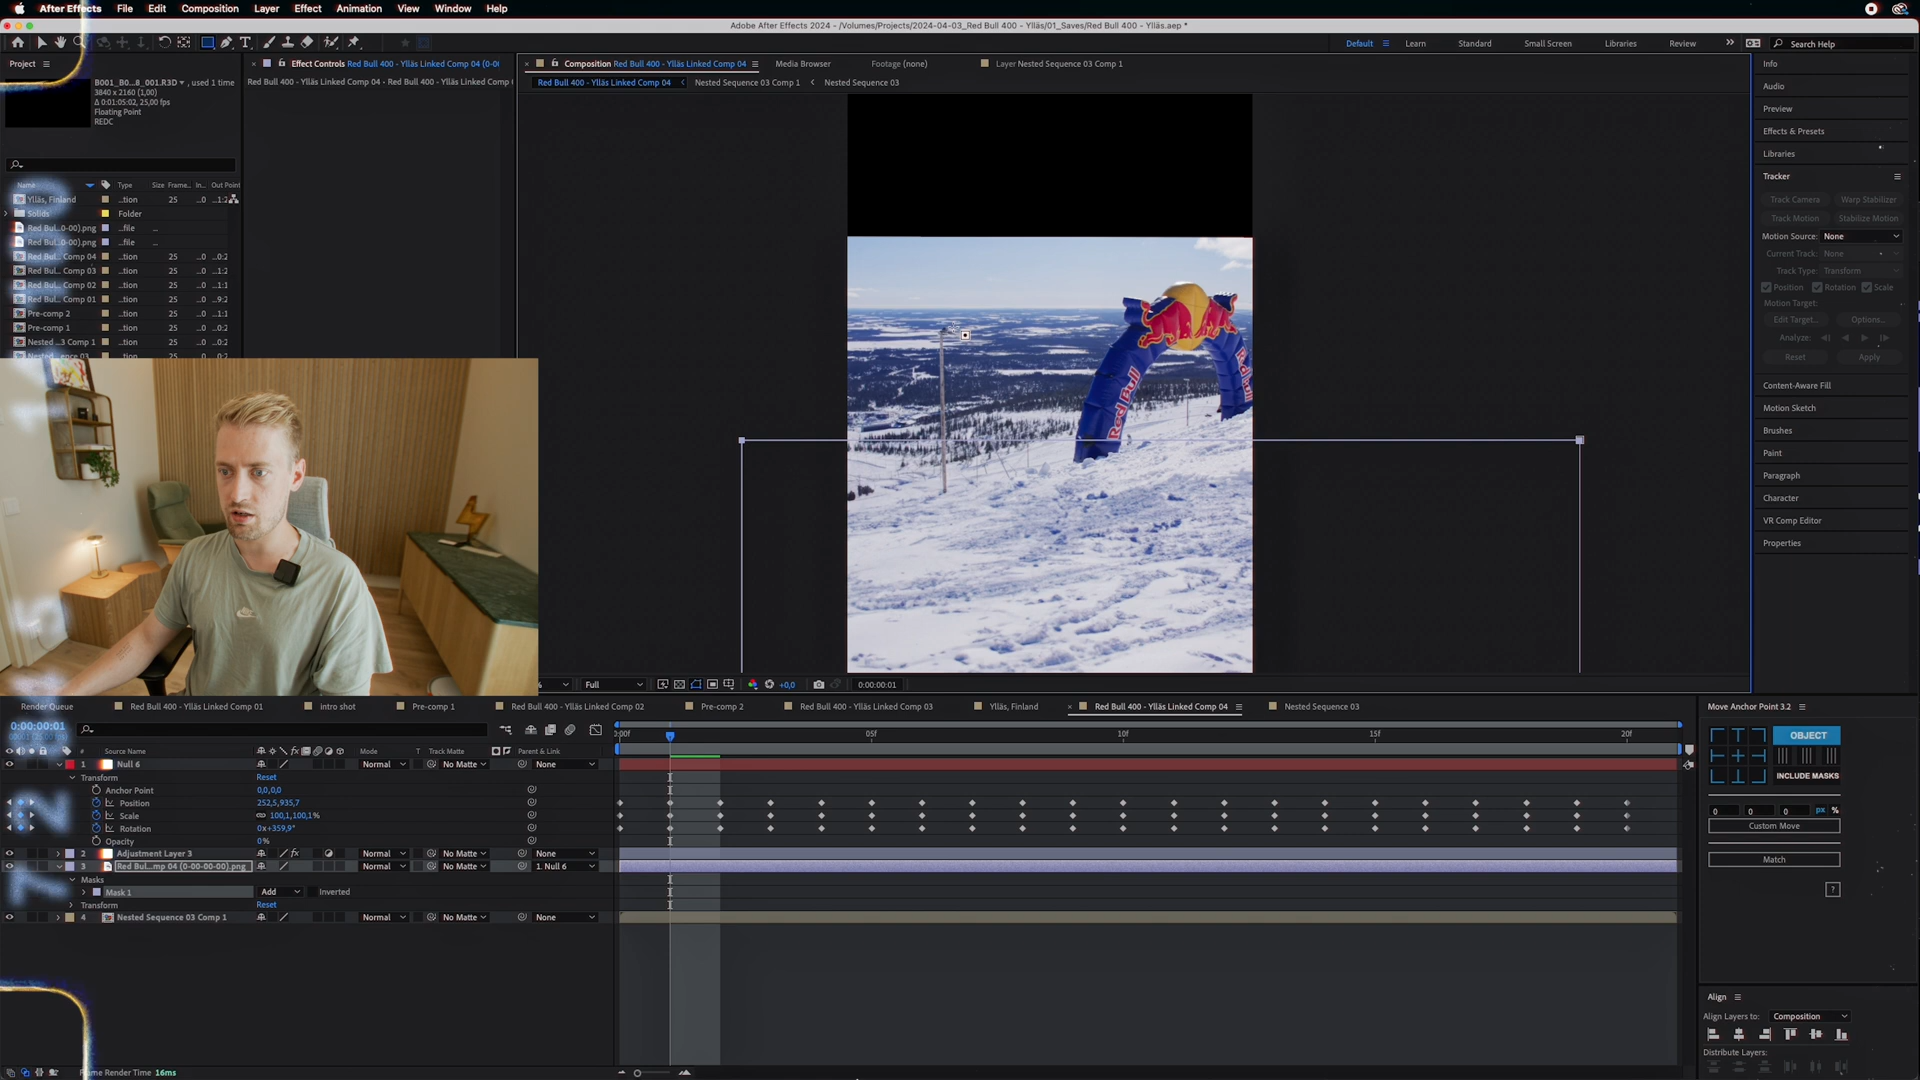 After Effects File Edit Composition Layer Effect Animation View Window Help
Adobe After Effects 2024 - /Volumes/Projects/2024-04-03_Red Bull 400 - Ylläs/01_Saves/Red Bull 400 - Ylläs.aep *
Default Learn Standard Small Screen Libraries Review Search Help
Project
Effect Controls Red Bull 400 - Ylläs Linked Comp 04 (0-0
Composition Red Bull 400 - Ylläs Linked Comp 04
Media Browser
Footage (none)
Layer Nested Sequence 03 Comp 1
Info
B001_B0...8_001.R3D , used 1 time
3840 x 2160 (1,00)
Δ 0:01:05:02, 25,00 fps
Floating Point
REDC
Red Bull 400 - Ylläs Linked Comp 04 - Red Bull 400 - Ylläs Linked Comp
Red Bull 400 - Ylläs Linked Comp 04 Nested Sequence 03 Comp 1 Nested Sequence 03
Audio
Preview
Effects & Presets
Libraries
Tracker
Track Camera Warp Stabilizer
Track Motion Stabilize Motion
Motion Source: None
Current Track: None
Track Type: Transform
Position Rotation Scale
Motion Target:
Edit Target... Options...
Analyze:
Reset Apply
Content-Aware Fill
Motion Sketch
Brushes
Paint
Paragraph
Character
VR Comp Editor
Properties
Name Type Size Frame... In... Out Point
Ylläs, Finland ...tion 25 ...0 ...1:2
Solids Folder
Red Bul...0-00).png ...file ...
Red Bul...0-00).png ...file ...
Red Bul... Comp 04 ...tion 25 ...0 ...0:2
Red Bul... Comp 03 ...tion 25 ...0 ...1:2
Red Bul... Comp 02 ...tion 25 ...0 ...1:1
Red Bul... Comp 01 ...tion 25 ...0 ...9:2
Pre-comp 2 ...tion 25 ...0 ...1:1
Pre-comp 1 ...tion 25 ...0 ...1:2
Nested ...3 Comp 1 ...tion 25 ...0 ...0:2
Red Bull
Full +0,0 0:00:00:01
Render Queue Red Bull 400 - Ylläs Linked Comp 01 intro shot Pre-comp 1 Red Bull 400 - Ylläs Linked Comp 02 Pre-comp 2 Red Bull 400 - Ylläs Linked Comp 03 Ylläs, Finland Red Bull 400 - Ylläs Linked Comp 04 Nested Sequence 03
Move Anchor Point 3.2
0:00:00:01
0:00f 05f 10f 15f 20f
# Source Name Mode T Track Matte Parent & Link
1 Null 6 Normal No Matte None
Transform Reset
Anchor Point 0,0,0,0
Position 252,5,935,7
Scale 100,1,100,1%
Rotation 0x+359,9°
Opacity 0%
2 Adjustment Layer 3 Normal No Matte None
3 Red Bul...mp 04 (0-00-00-00).png Normal No Matte 1. Null 6
Masks
Mask 1 Add Inverted
Transform Reset
4 Nested Sequence 03 Comp 1 Normal No Matte None
OBJECT
INCLUDE MASKS
0 0 0 px %
Custom Move
Match
?
Align
Align Layers to: Composition
Distribute Layers:
Frame Render Time 16ms